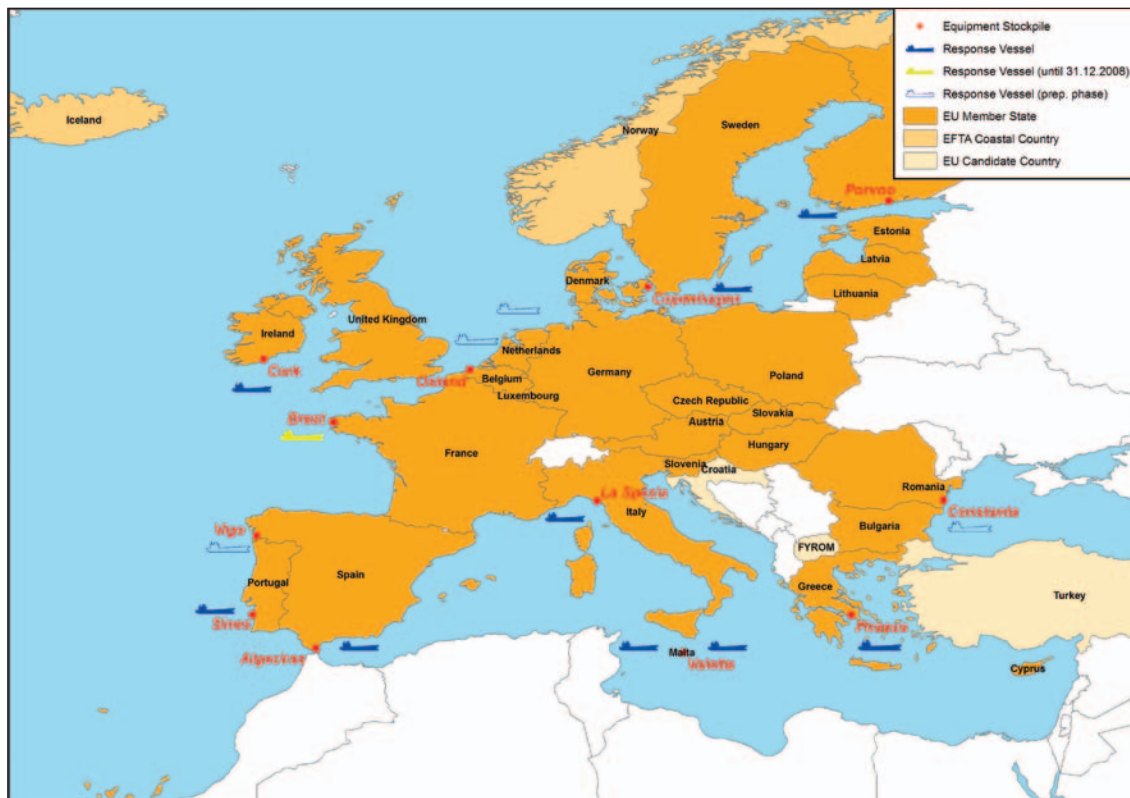 Equipment Stockpile
Response Vessel
Response Vessel (until 31.12.2008)
Response Vessel (prep. phase)
EU Member State
EFTA Coastal Country
EU Candidate Country
Iceland
Norway
Sweden
Porvoo
Estonia
Latvia
Lithuania
Denmark
Copenhagen
United Kingdom
Ireland
Cork
Netherlands
Ostend
Belgium
Luxembourg
Germany
Poland
Czech Republic
Slovakia
Austria
Hungary
Brest
France
Slovenia
Croatia
Romania
La Spezia
Italy
Constanta
Bulgaria
Vigo
FYROM
Portugal
Spain
Greece
Turkey
Sines
Piraeus
Algeciras
Malta
Valletta
Cyprus